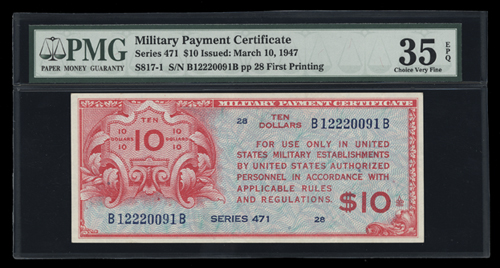 PMG
PAPER MONEY GUARANTY
Military Payment Certificate
Series 471 $10 Issued: March 10, 1947
S817-1 S/N B12220091B pp 28 First Printing
35 EPQ
Choice Very Fine
MILITARY PAYMENT CERTIFICATE
TEN
10 10
DOLLARS 10 DOLLARS
10 10
28 TEN DOLLARS B12220091B
FOR USE ONLY IN UNITED
STATES MILITARY ESTABLISHMENTS
BY UNITED STATES AUTHORIZED
PERSONNEL IN ACCORDANCE WITH
APPLICABLE RULES
AND REGULATIONS. $10
B12220091B SERIES 471 28